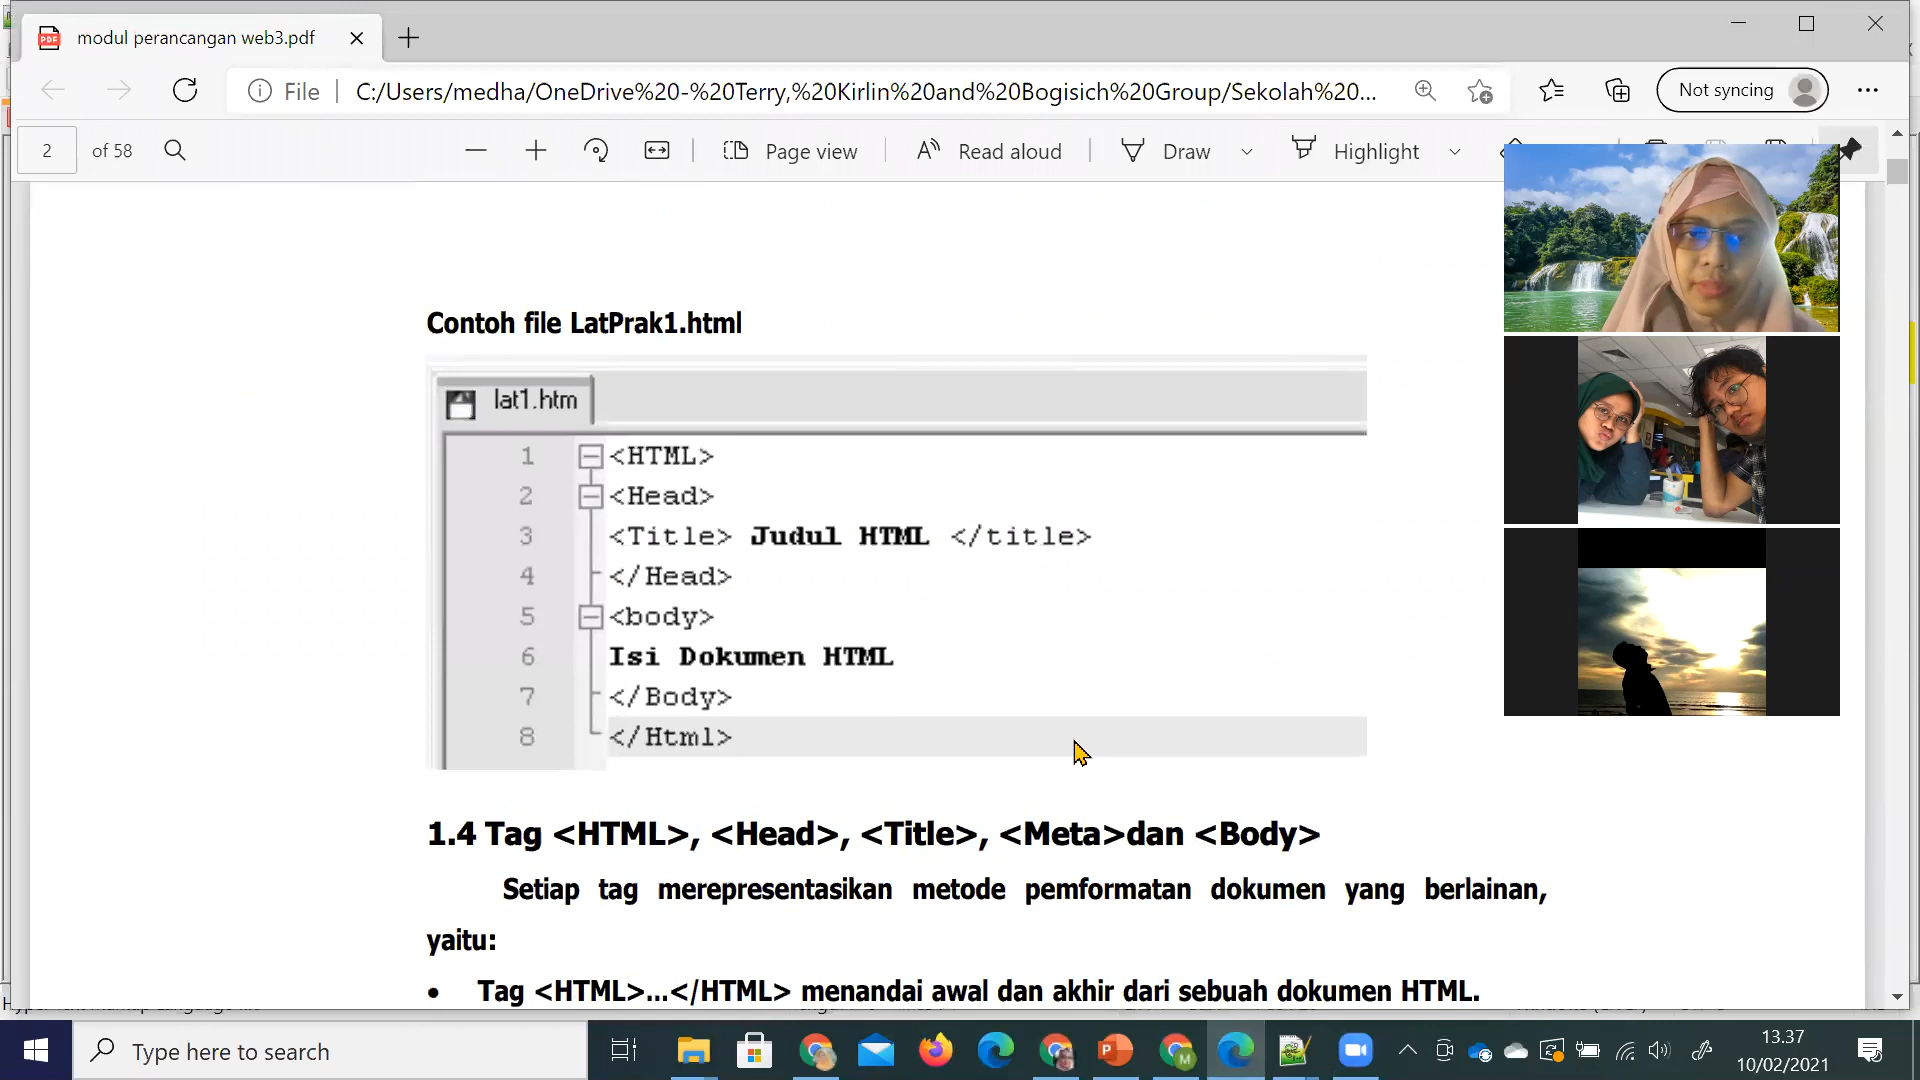 modul perancangan web3.pdf
File
C:/Users/medha/OneDrive%20-%20Terry,%20Kirlin%20and%20Bogisich%20Group/Sekolah%20...
Not syncing
2 of 58
Page view
Read aloud
Draw
Highlight
Contoh file LatPrak1.html
lat1.htm
1 <HTML>
2 <Head>
3 <Title> Judul HTML </title>
4 </Head>
5 <body>
6 Isi Dokumen HTML
7 </Body>
8 </Html>
1.4 Tag <HTML>, <Head>, <Title>, <Meta>dan <Body>
Setiap tag merepresentasikan metode pemformatan dokumen yang berlainan,
yaitu:
• Tag <HTML>...</HTML> menandai awal dan akhir dari sebuah dokumen HTML.
Type here to search
13.37
10/02/2021